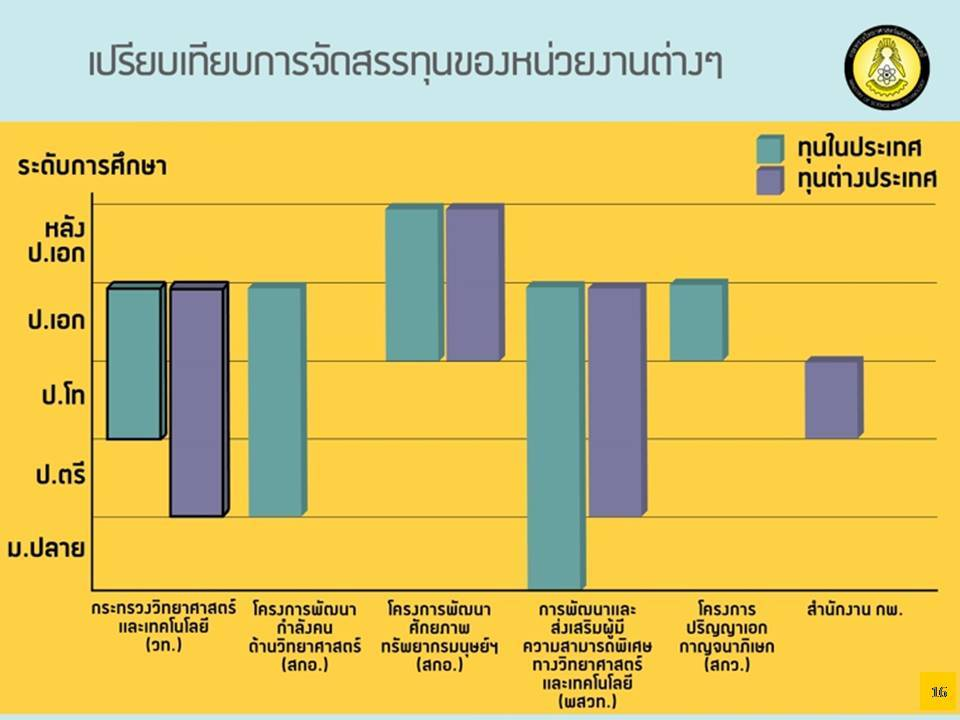 เปรียบเทียบการจัดสรรทุนของหน่วยงานต่างๆ
ทุนในประเทศ
ทุนต่างประเทศ
ระดับการศึกษา
หลัง
ป.เอก
ป.เอก
ป.โท
ป.ตรี
ม.ปลาย
กระทรวงวิทยาศาสตร์
และเทคโนโลยี
(วท.)
โครงการพัฒนา
กำลังคน
ด้านวิทยาศาสตร์
(สกอ.)
โครงการพัฒนา
ศักยภาพ
ทรัพยากรมนุษย์ฯ
(สกอ.)
การพัฒนาและ
ส่งเสริมผู้มี
ความสามารถพิเศษ
ทางวิทยาศาสตร์
และเทคโนโลยี
(พสวท.)
โครงการ
ปริญญาเอก
กาญจนาภิเษก
(สกว.)
สำนักงาน กพ.
16